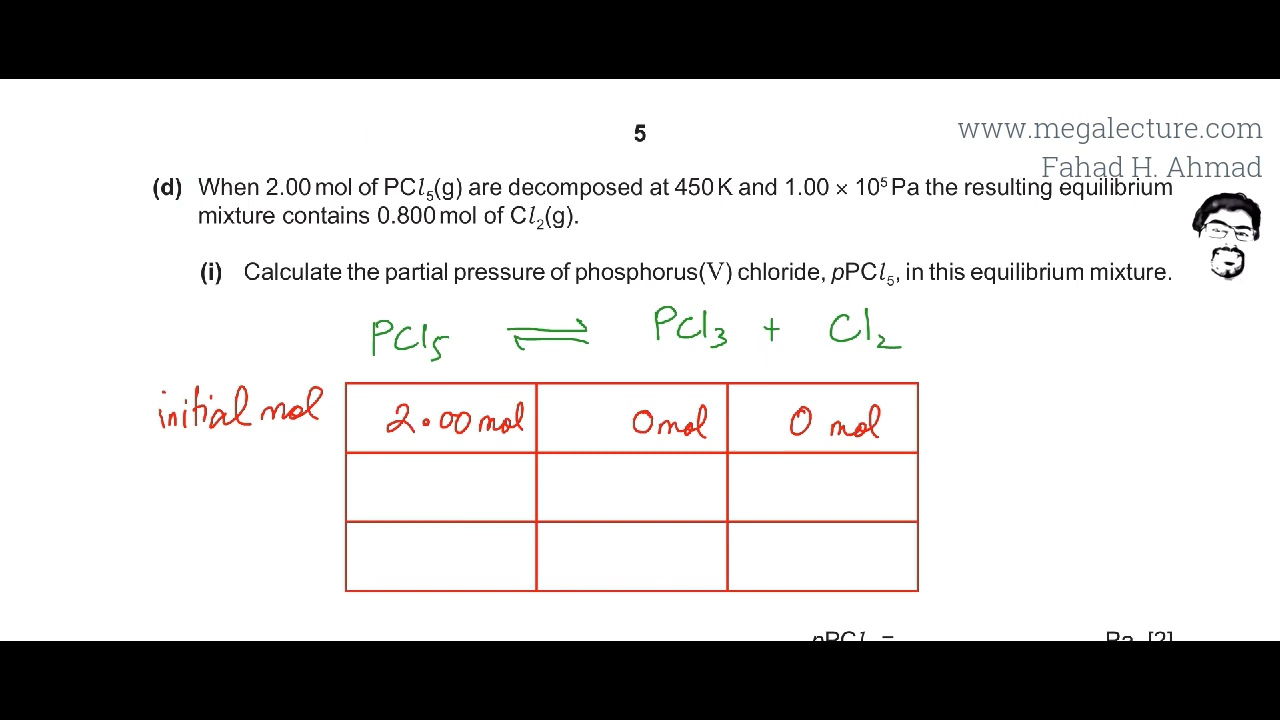 5
www.megalecture.com
Fahad H. Ahmad
(d) When 2.00 mol of PCl₅(g) are decomposed at 450 K and 1.00 × 10⁵ Pa the resulting equilibrium
mixture contains 0.800 mol of Cl₂(g).
(i) Calculate the partial pressure of phosphorus(V) chloride, pPCl₅, in this equilibrium mixture.
PCl₅ ⇌ PCl₃ + Cl₂
initial mol 2.00 mol 0 mol 0 mol
pPCl₅ = Pa [2]